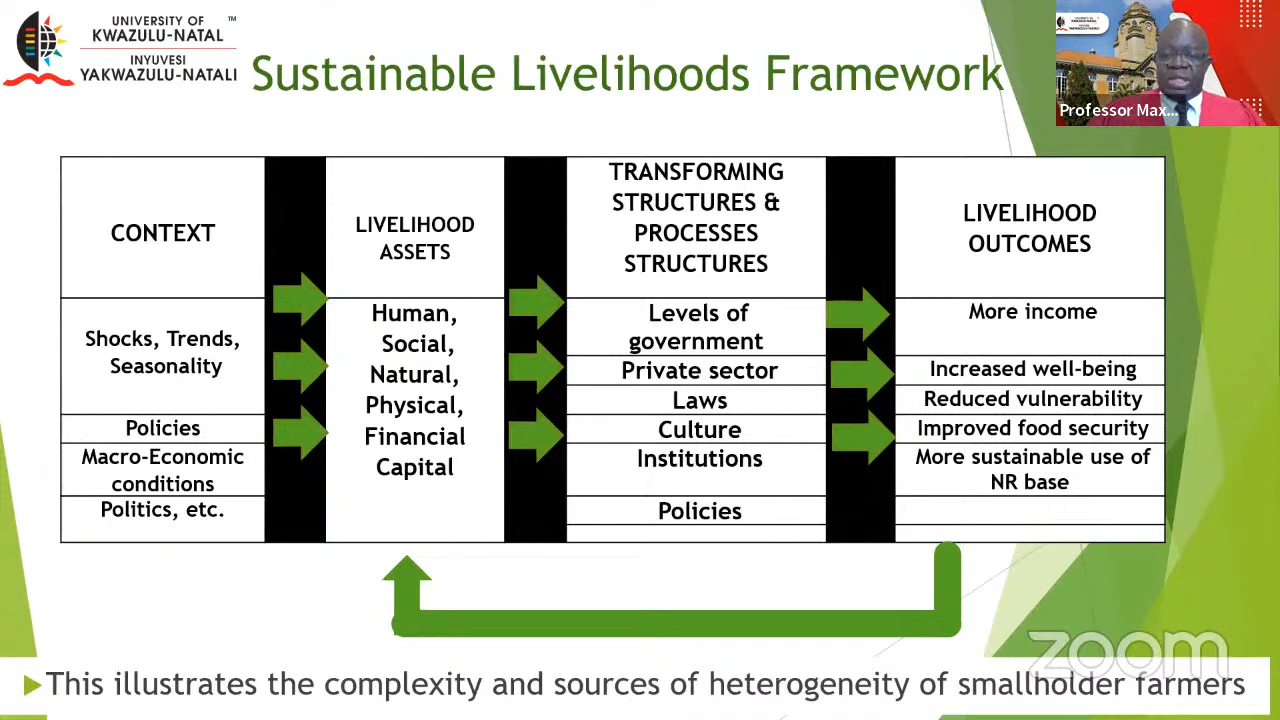 UNIVERSITY OF ™
KWAZULU-NATAL
INYUVESI
YAKWAZULU-NATALI
Sustainable Livelihoods Framework
Professor Max...
CONTEXT
Shocks, Trends,
Seasonality
Policies
Macro-Economic
conditions
Politics, etc.
LIVELIHOOD
ASSETS
Human,
Social,
Natural,
Physical,
Financial
Capital
TRANSFORMING
STRUCTURES &
PROCESSES
STRUCTURES
Levels of
government
Private sector
Laws
Culture
Institutions
Policies
LIVELIHOOD
OUTCOMES
More income
Increased well-being
Reduced vulnerability
Improved food security
More sustainable use of
NR base
zoom
This illustrates the complexity and sources of heterogeneity of smallholder farmers